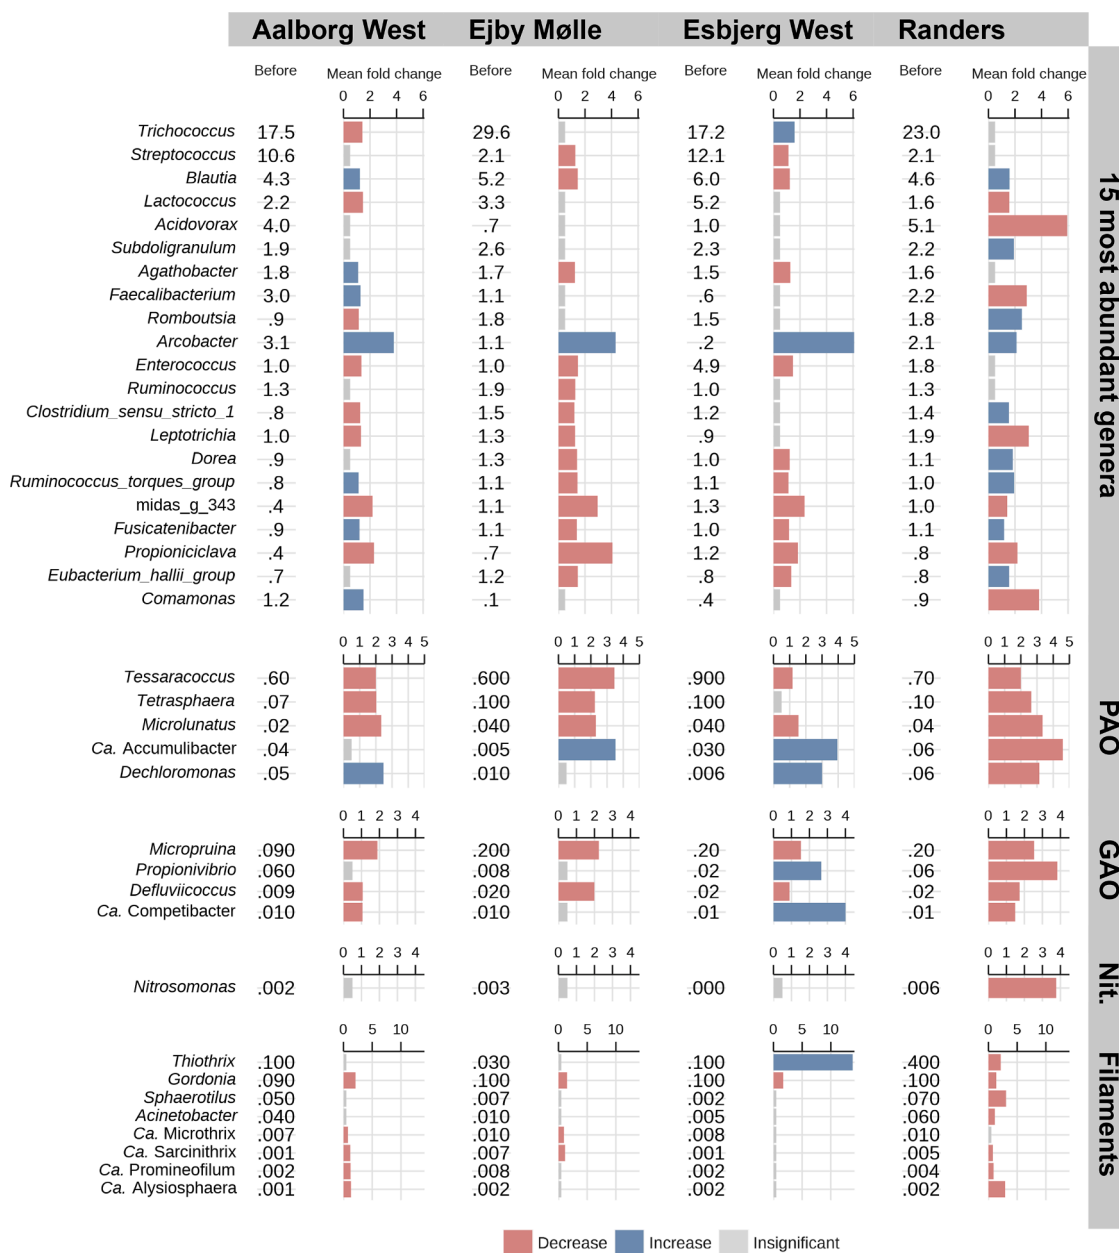 Aalborg West Ejby Mølle Esbjerg West Randers
Before Mean fold change Before Mean fold change Before Mean fold change Before Mean fold change
0 2 4 6 0 2 4 6 0 2 4 6 0 2 4 6
Trichococcus 17.5 29.6 17.2 23.0
Streptococcus 10.6 2.1 12.1 2.1
Blautia 4.3 5.2 6.0 4.6
Lactococcus 2.2 3.3 5.2 1.6
Acidovorax 4.0 .7 1.0 5.1
Subdoligranulum 1.9 2.6 2.3 2.2
Agathobacter 1.8 1.7 1.5 1.6
Faecalibacterium 3.0 1.1 .6 2.2
Romboutsia .9 1.8 1.5 1.8
Arcobacter 3.1 1.1 .2 2.1
Enterococcus 1.0 1.0 4.9 1.8
Ruminococcus 1.3 1.9 1.0 1.3
Clostridium_sensu_stricto_1 .8 1.5 1.2 1.4
Leptotrichia 1.0 1.3 .9 1.9
Dorea .9 1.3 1.0 1.1
Ruminococcus_torques_group .8 1.1 1.1 1.0
midas_g_343 .4 1.1 1.3 1.0
Fusicatenibacter .9 1.1 1.0 1.1
Propioniciclava .4 .7 1.2 .8
Eubacterium_hallii_group .7 1.2 .8 .8
Comamonas 1.2 .1 .4 .9
15 most abundant genera
0 1 2 3 4 5 0 1 2 3 4 5 0 1 2 3 4 5 0 1 2 3 4 5
Tessaracoccus .60 .600 .900 .70
Tetrasphaera .07 .100 .100 .10
Microlunatus .02 .040 .040 .04
Ca. Accumulibacter .04 .005 .030 .06
Dechloromonas .05 .010 .006 .06
PAO
0 1 2 3 4 0 1 2 3 4 0 1 2 3 4 0 1 2 3 4
Micropruina .090 .200 .20 .20
Propionivibrio .060 .008 .02 .06
Defluviicoccus .009 .020 .02 .02
Ca. Competibacter .010 .010 .01 .01
GAO
0 1 2 3 4 0 1 2 3 4 0 1 2 3 4 0 1 2 3 4
Nitrosomonas .002 .003 .000 .006
Nit.
0 5 10 0 5 10 0 5 10 0 5 10
Thiothrix .100 .030 .100 .400
Gordonia .090 .100 .100 .100
Sphaerotilus .050 .007 .002 .070
Acinetobacter .040 .010 .005 .060
Ca. Microthrix .007 .010 .008 .010
Ca. Sarcinithrix .001 .007 .001 .005
Ca. Promineofilum .002 .008 .002 .004
Ca. Alysiosphaera .001 .002 .002 .002
Filaments
Decrease Increase Insignificant